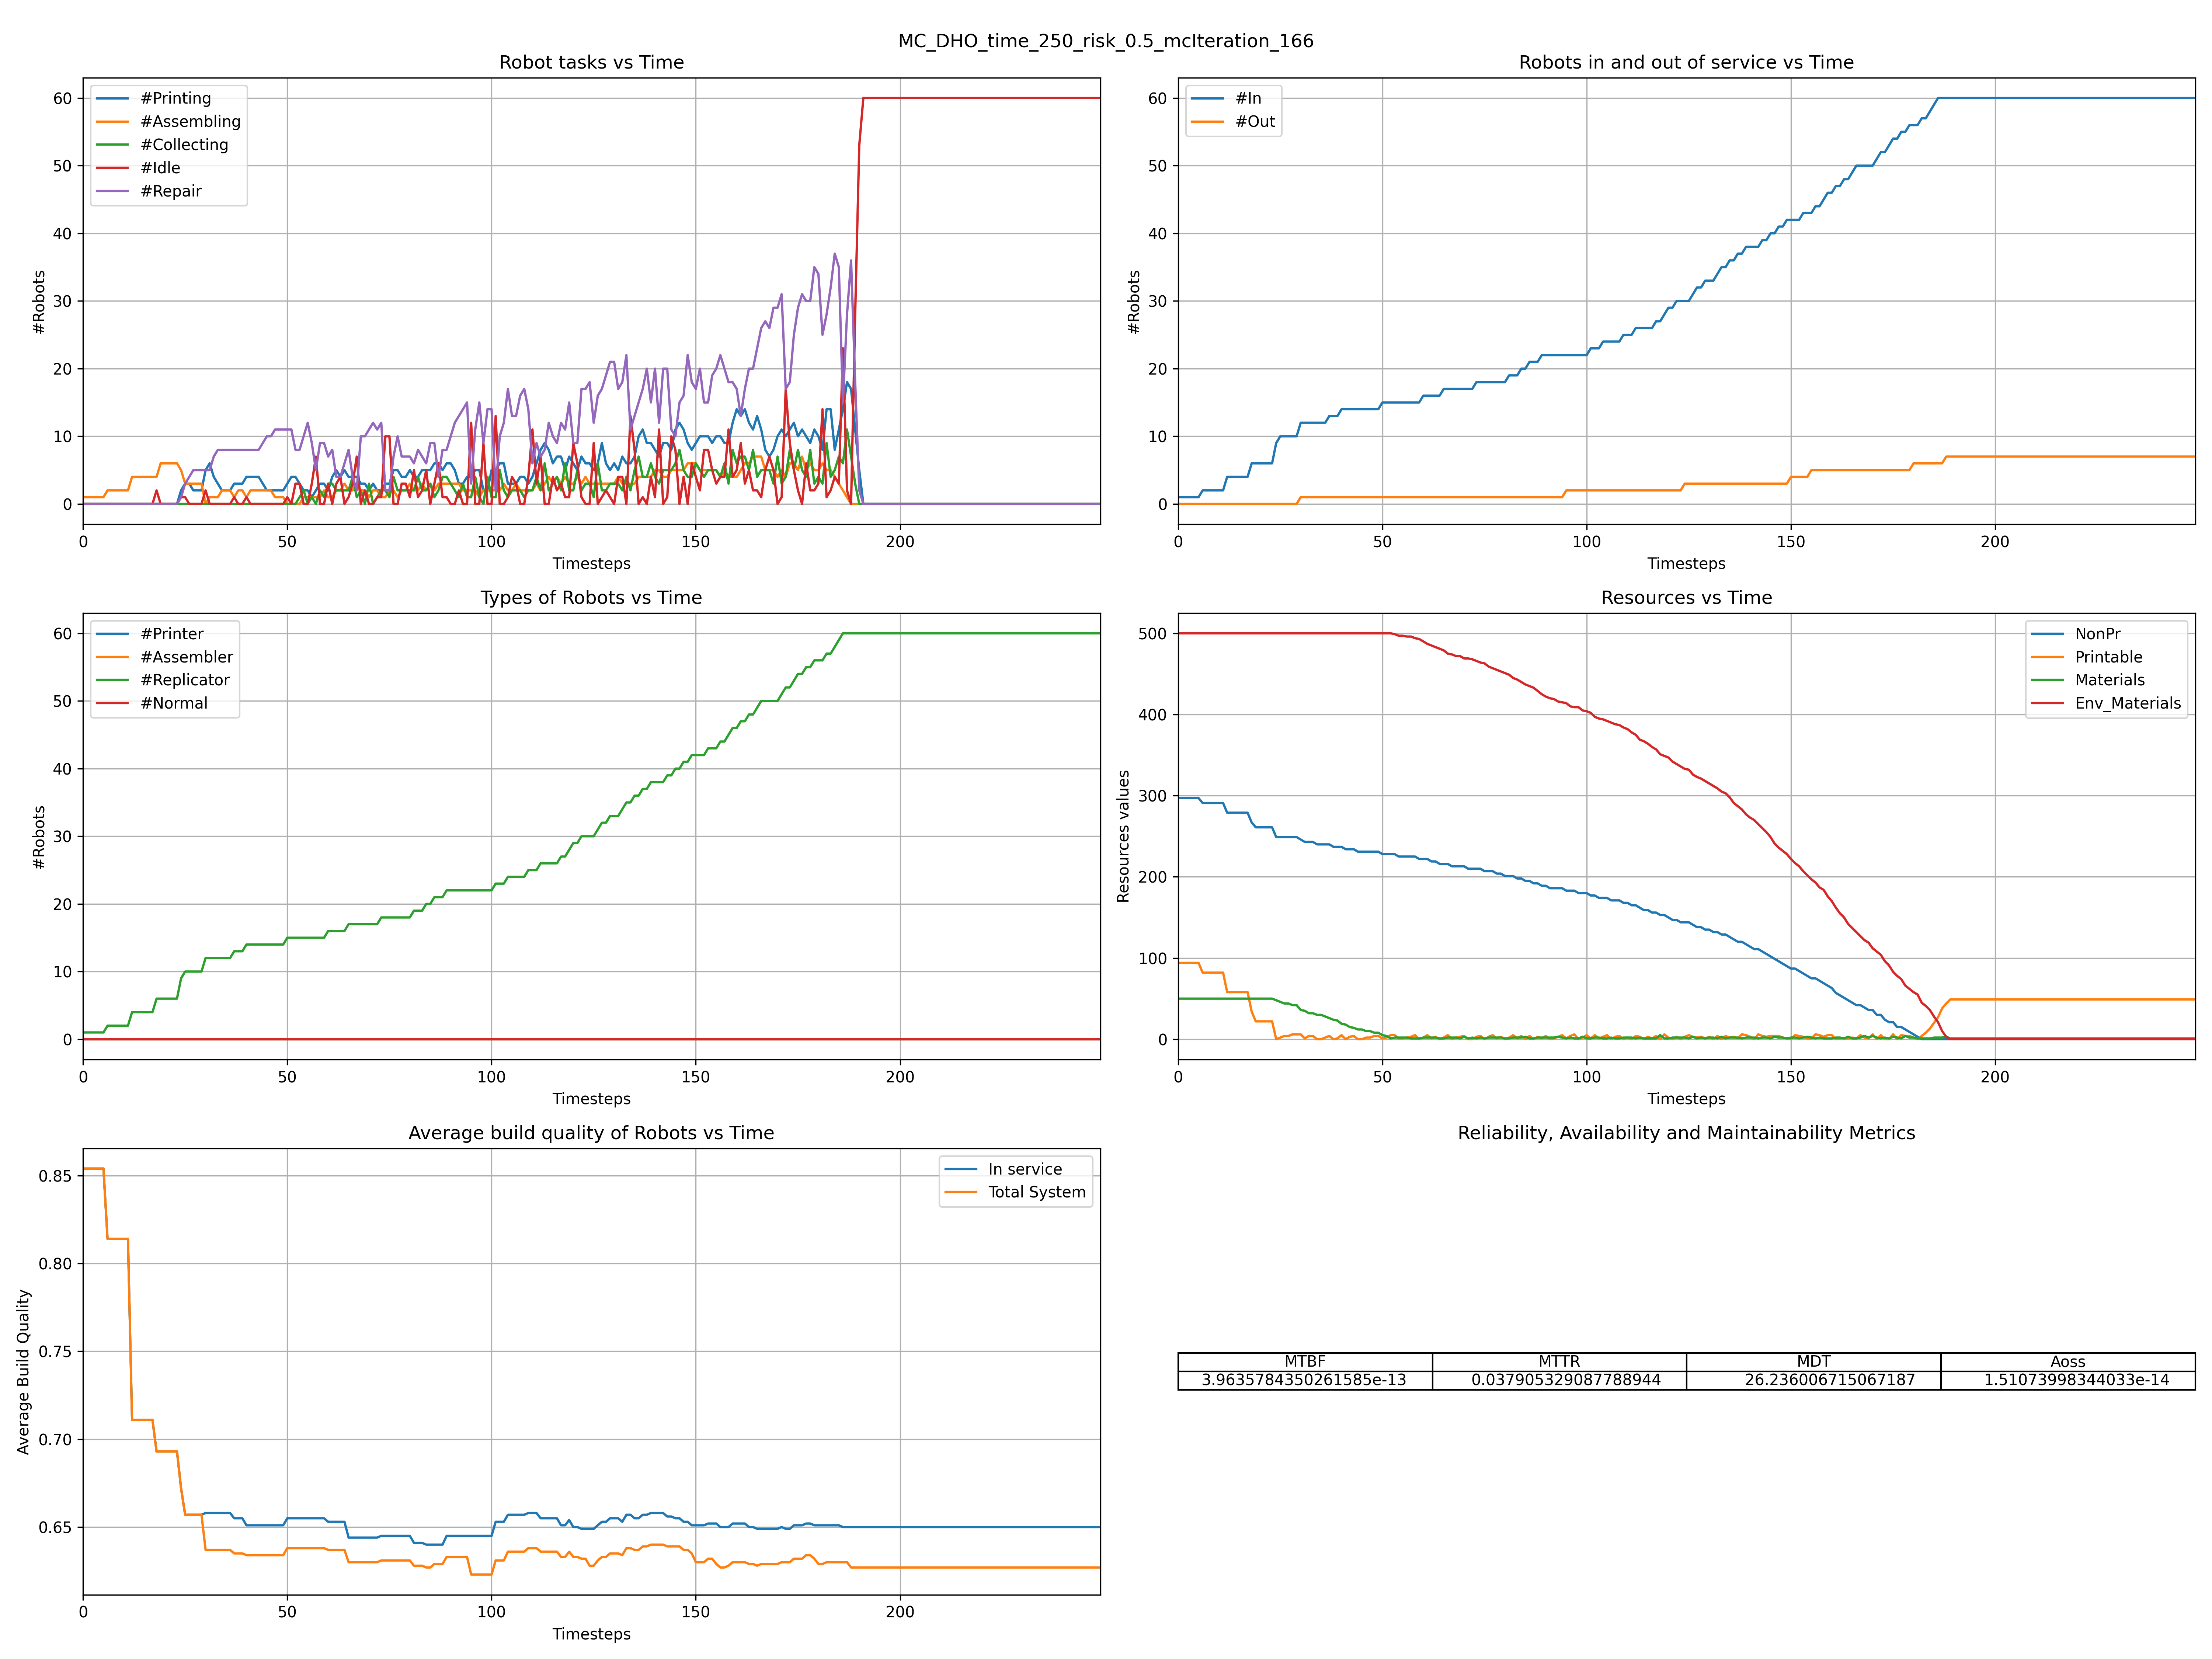 MC_DHO_time_250_risk_0.5_mcIteration_166
Robot tasks vs Time
#Printing
#Assembling
#Collecting
#Idle
#Repair
60
50
40
30
20
10
0
#Robots
0 50 100 150 200
Timesteps
Robots in and out of service vs Time
#In
#Out
60
50
40
30
20
10
0
#Robots
0 50 100 150 200
Timesteps
Types of Robots vs Time
#Printer
#Assembler
#Replicator
#Normal
60
50
40
30
20
10
0
#Robots
0 50 100 150 200
Timesteps
Resources vs Time
NonPr
Printable
Materials
Env_Materials
500
400
300
200
100
0
Resources values
0 50 100 150 200
Timesteps
Average build quality of Robots vs Time
In service
Total System
0.85
0.80
0.75
0.70
0.65
Average Build Quality
0 50 100 150 200
Timesteps
Reliability, Availability and Maintainability Metrics
MTBF MTTR MDT Aoss
3.9635784350261585e-13 0.037905329087788944 26.236006715067187 1.51073998344033e-14